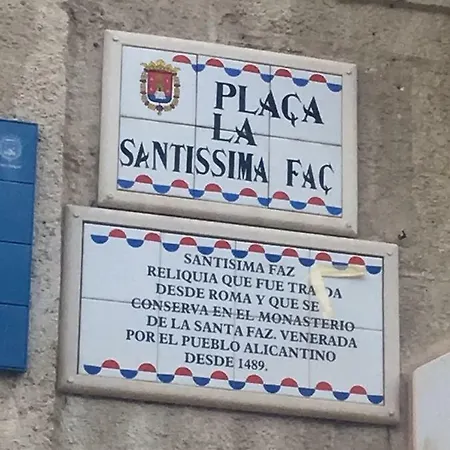 PLAÇA
LA
SANTISSIMA FAÇ
SANTISIMA FAZ
RELIQUIA QUE FUE TRAIDA
DESDE ROMA Y QUE SE
CONSERVA EN EL MONASTERIO
DE LA SANTA FAZ. VENERADA
POR EL PUEBLO ALICANTINO
DESDE 1489.